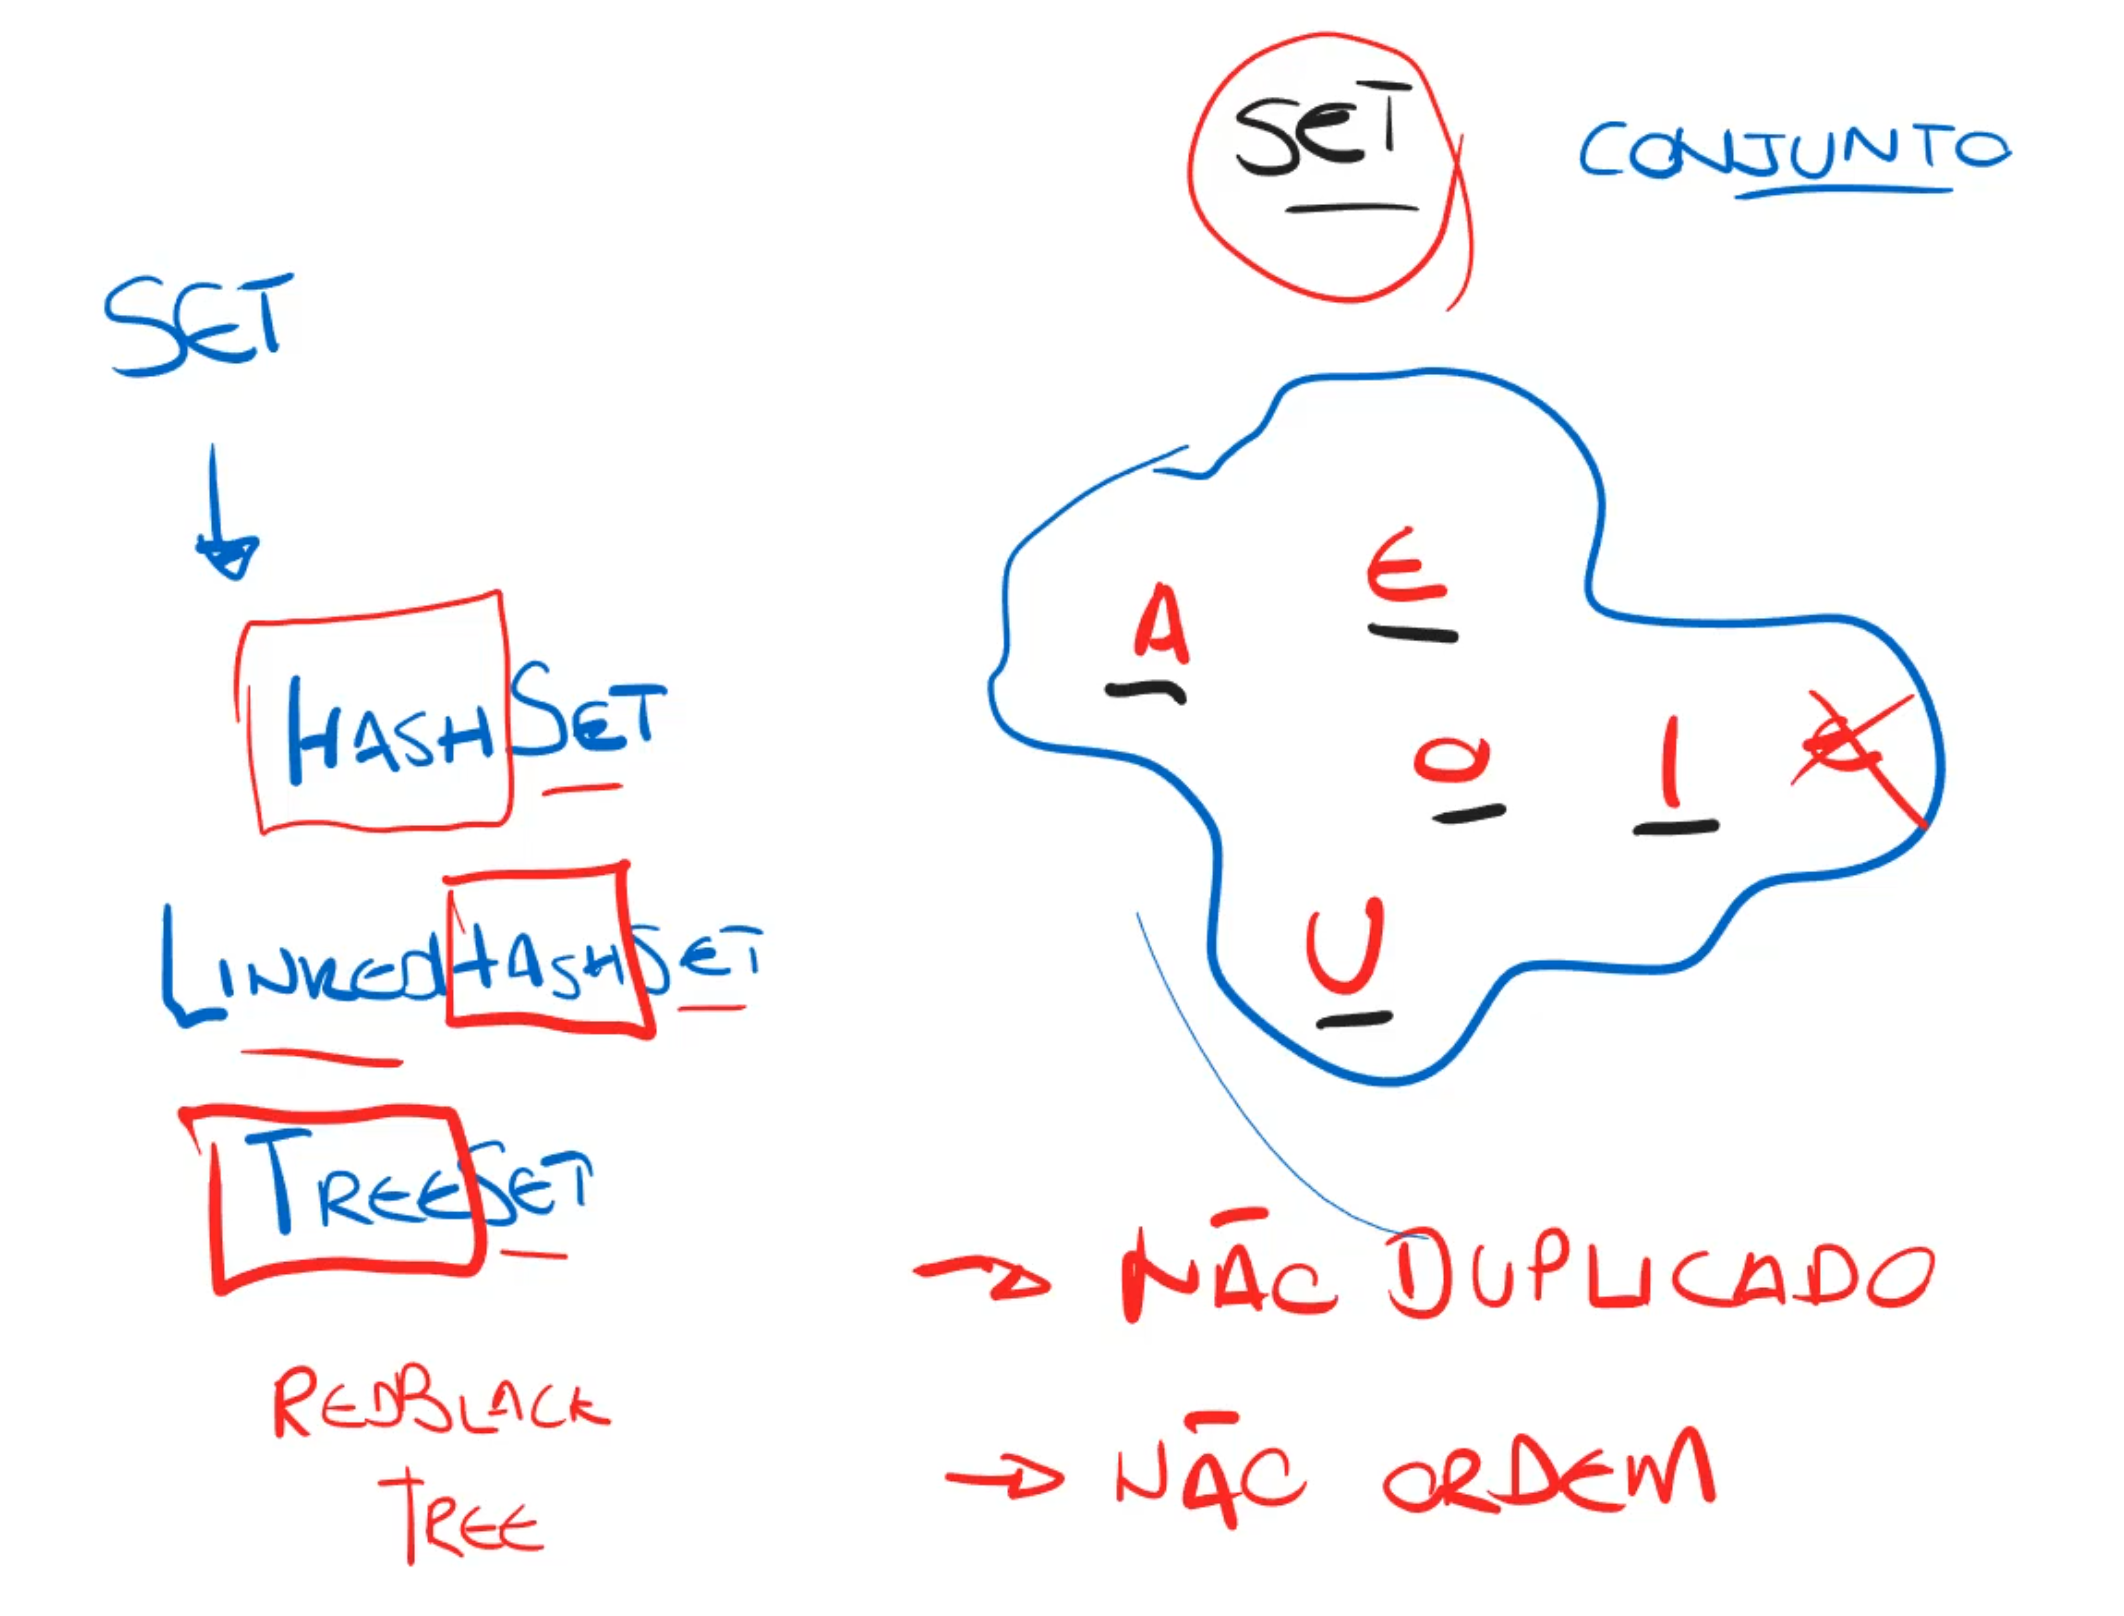 SET
CONJUNTO
SET
HASHSET
LINKEDHASHSET
TREESET
REDBLACK
TREE
A
E
O
I
U
→ NÃO DUPLICADO
→ NÃO ORDEM